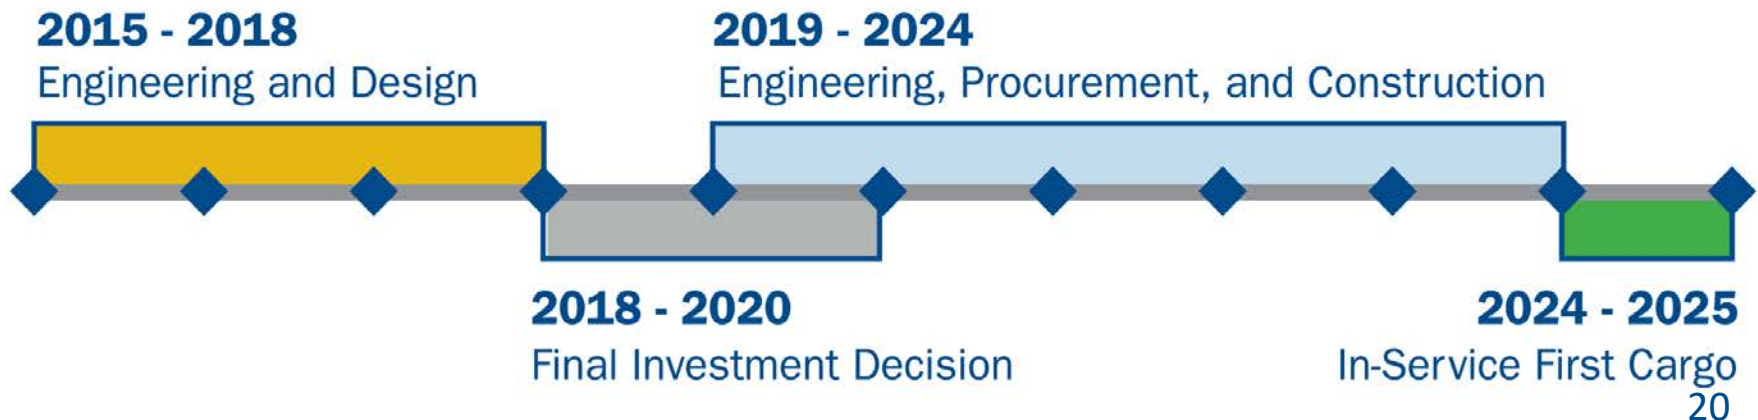 2015 - 2018
Engineering and Design
2019 - 2024
Engineering, Procurement, and Construction
2018 - 2020
Final Investment Decision
2024 - 2025
In-Service First Cargo
20